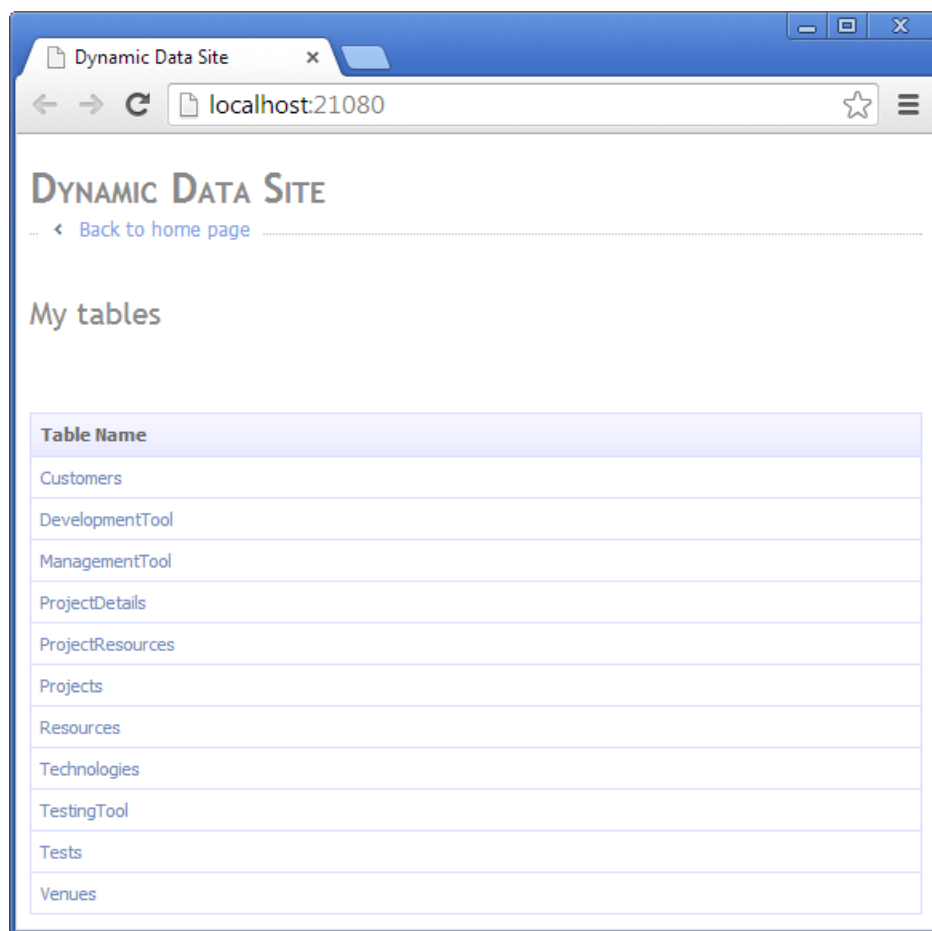 Dynamic Data Site
localhost:21080
DYNAMIC DATA SITE
Back to home page
My tables
Table Name
Customers
DevelopmentTool
ManagementTool
ProjectDetails
ProjectResources
Projects
Resources
Technologies
TestingTool
Tests
Venues